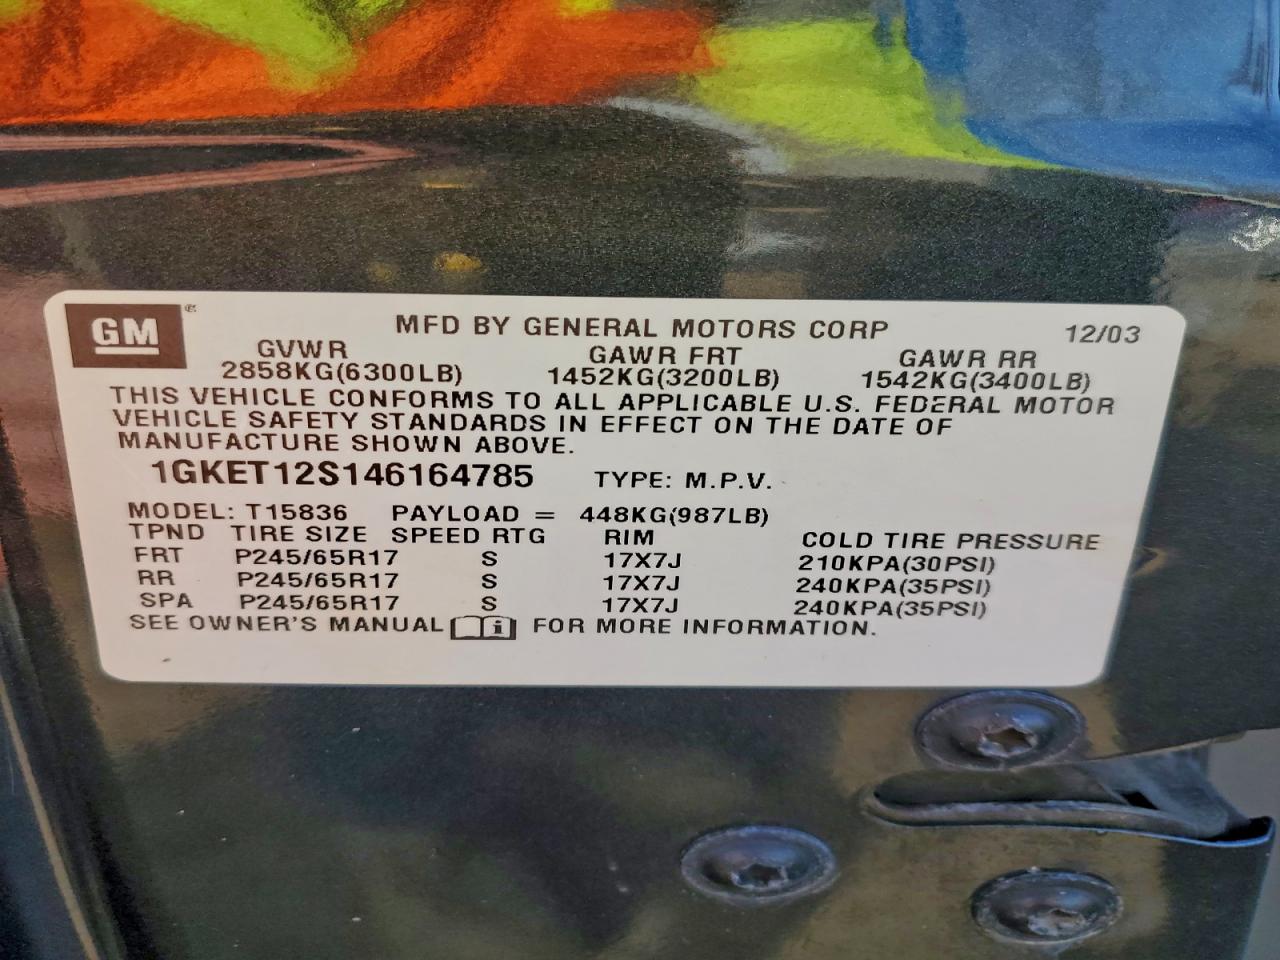 GM
MFD BY GENERAL MOTORS CORP 12/03
GVWR GAWR FRT GAWR RR
2858KG(6300LB) 1452KG(3200LB) 1542KG(3400LB)
THIS VEHICLE CONFORMS TO ALL APPLICABLE U.S. FEDERAL MOTOR
VEHICLE SAFETY STANDARDS IN EFFECT ON THE DATE OF
MANUFACTURE SHOWN ABOVE.
1GKET12S146164785 TYPE: M.P.V.
MODEL: T15836 PAYLOAD = 448KG(987LB)
TPND TIRE SIZE SPEED RTG RIM COLD TIRE PRESSURE
FRT P245/65R17 S 17X7J 210KPA(30PSI)
RR P245/65R17 S 17X7J 240KPA(35PSI)
SPA P245/65R17 S 17X7J 240KPA(35PSI)
SEE OWNER'S MANUAL i FOR MORE INFORMATION.